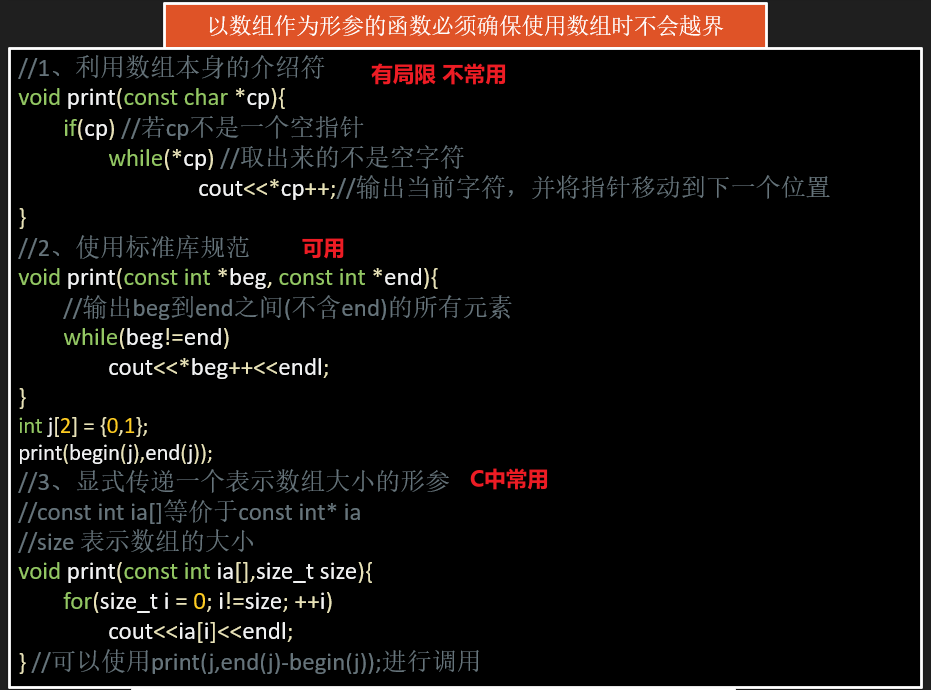 以数组作为形参的函数必须确保使用数组时不会越界
//1、利用数组本身的介绍符 有局限 不常用
void print(const char *cp){
if(cp) //若cp不是一个空指针
while(*cp) //取出来的不是空字符
cout<<*cp++;//输出当前字符，并将指针移动到下一个位置
}
//2、使用标准库规范 可用
void print(const int *beg, const int *end){
//输出beg到end之间(不含end)的所有元素
while(beg!=end)
cout<<*beg++<<endl;
}
int j[2] = {0,1};
print(begin(j),end(j));
//3、显式传递一个表示数组大小的形参 C中常用
//const int ia[]等价于const int* ia
//size 表示数组的大小
void print(const int ia[],size_t size){
for(size_t i = 0; i!=size; ++i)
cout<<ia[i]<<endl;
} //可以使用print(j,end(j)-begin(j));进行调用